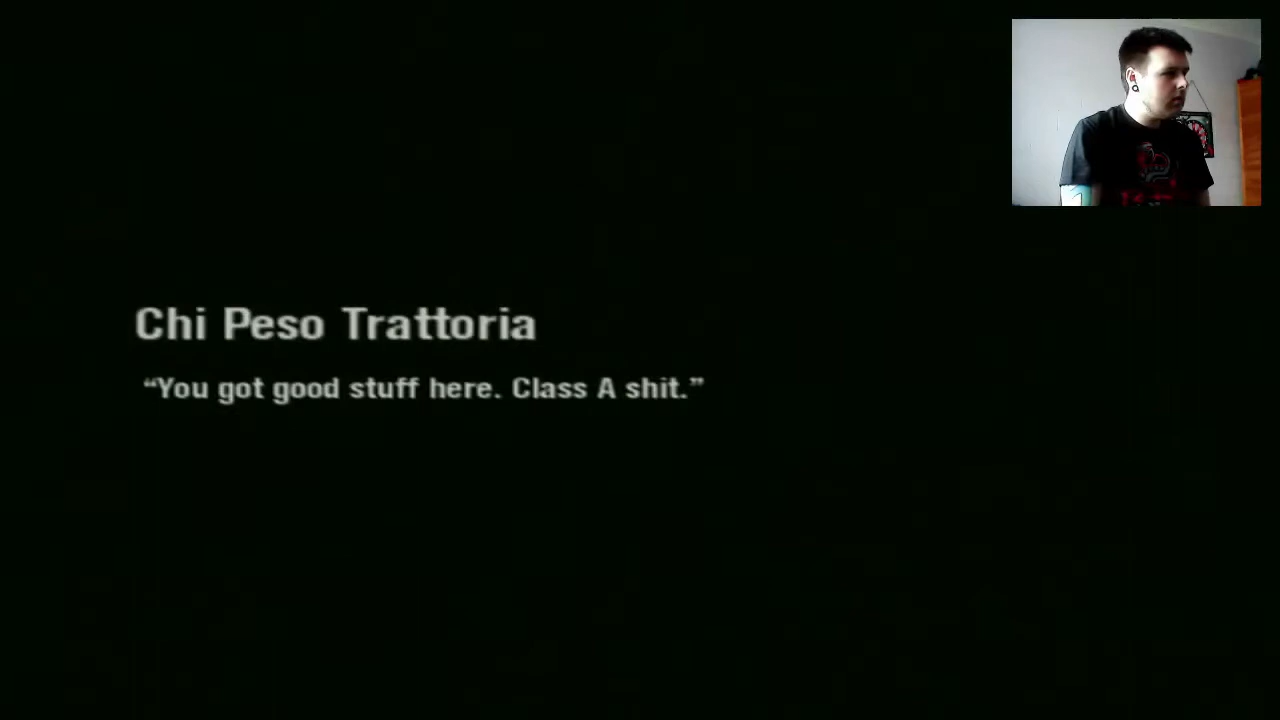 Chi Peso Trattoria
“You got good stuff here. Class A shit.”